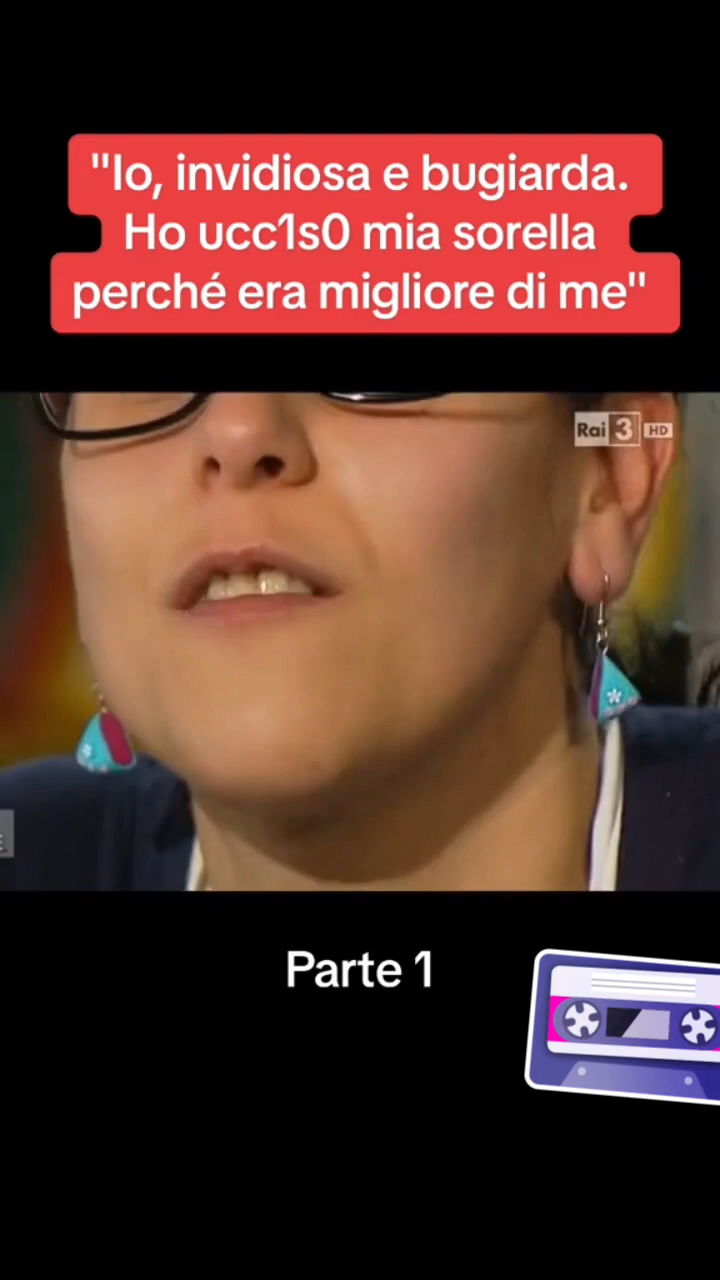 "Io, invidiosa e bugiarda.
Ho ucc1s0 mia sorella
perché era migliore di me"
Rai 3 HD
Parte 1